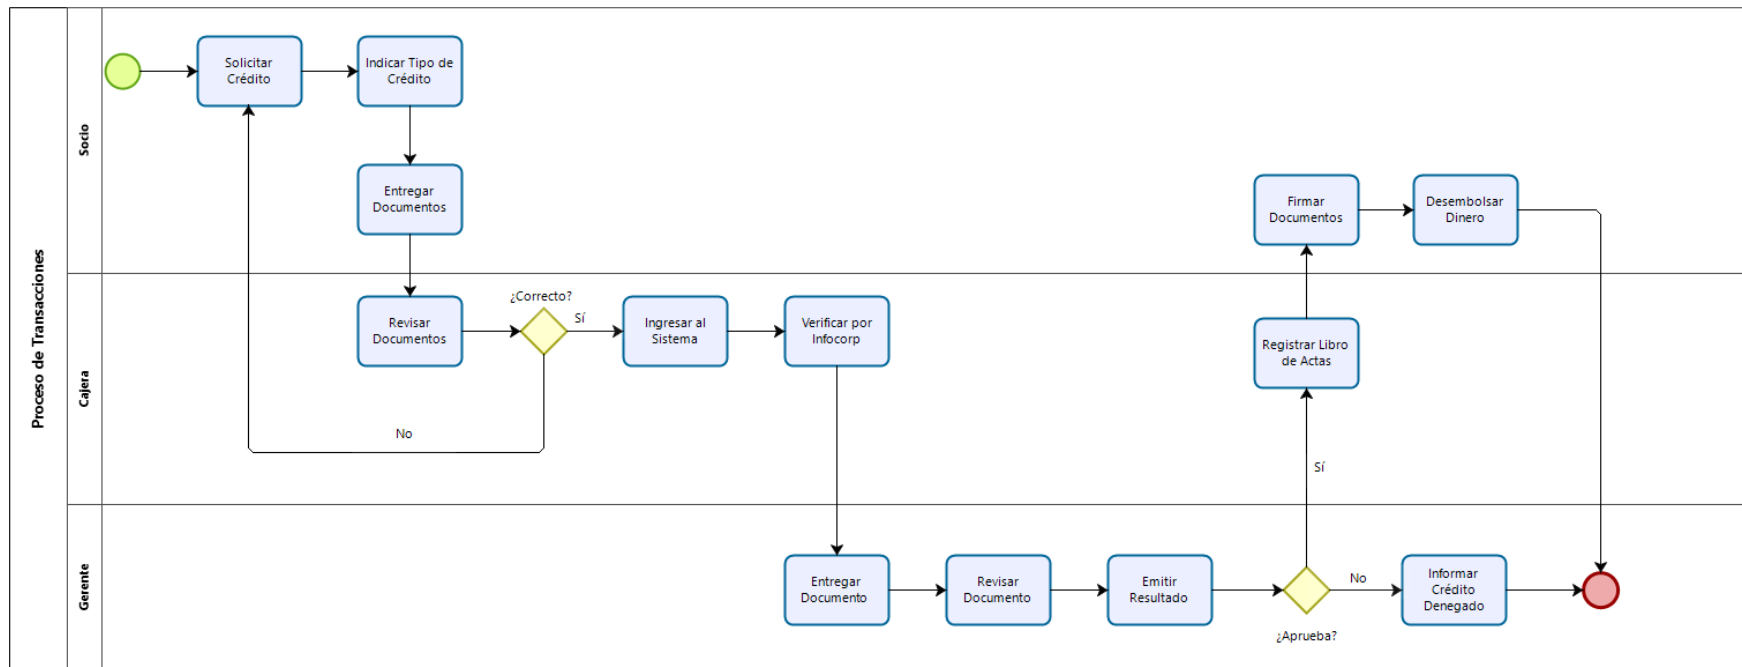 Proceso de Transacciones
Socio
Solicitar
Crédito
Indicar Tipo de
Crédito
Entregar
Documentos
Firmar
Documentos
Desembolsar
Dinero
Cajera
Revisar
Documentos
¿Correcto?
Sí
No
Ingresar al
Sistema
Verificar por
Infocorp
Registrar Libro
de Actas
Sí
Gerente
Entregar
Documento
Revisar
Documento
Emitir
Resultado
¿Aprueba?
No
Informar
Crédito
Denegado